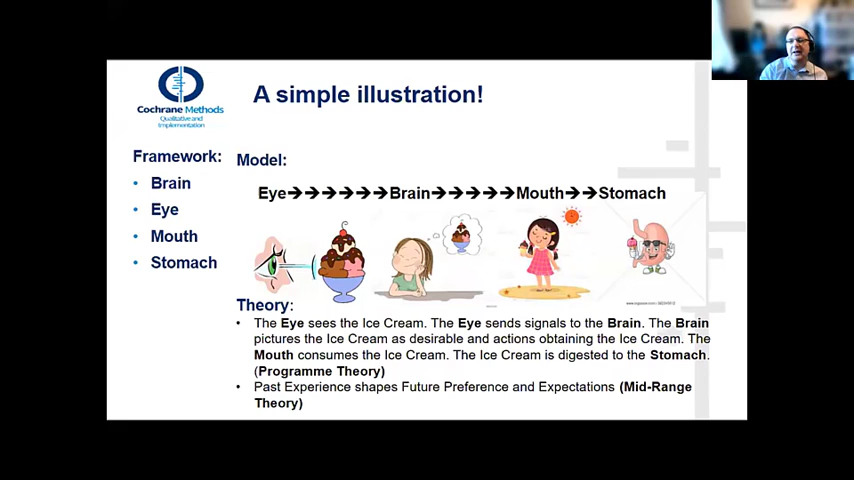 Cochrane Methods
Qualitative and
Implementation
A simple illustration!
Framework:
• Brain
• Eye
• Mouth
• Stomach
Model:
Eye➔➔➔➔➔➔Brain➔➔➔➔➔Mouth➔➔Stomach
Theory:
• The Eye sees the Ice Cream. The Eye sends signals to the Brain. The Brain
pictures the Ice Cream as desirable and actions obtaining the Ice Cream. The
Mouth consumes the Ice Cream. The Ice Cream is digested to the Stomach.
(Programme Theory)
• Past Experience shapes Future Preference and Expectations (Mid-Range
Theory)